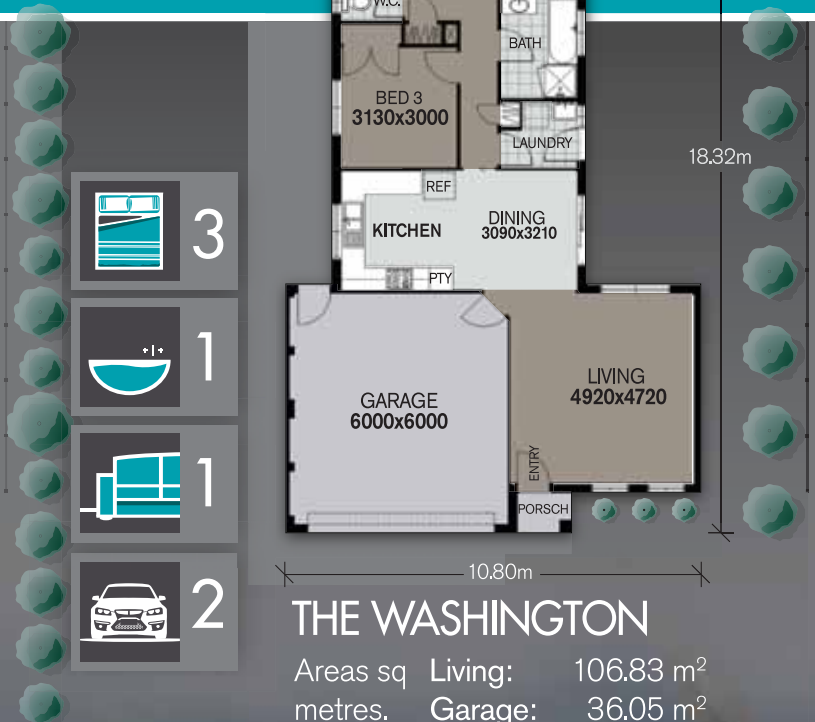 W.C.
BATH
BED 3
3130x3000
LAUNDRY
18.32m
REF
KITCHEN
DINING
3090x3210
PTY
3
1
1
2
LIVING
4920x4720
GARAGE
6000x6000
ENTRY
PORSCH
10.80m
THE WASHINGTON
Areas sq Living: 106.83 m²
metres. Garage: 36.05 m²